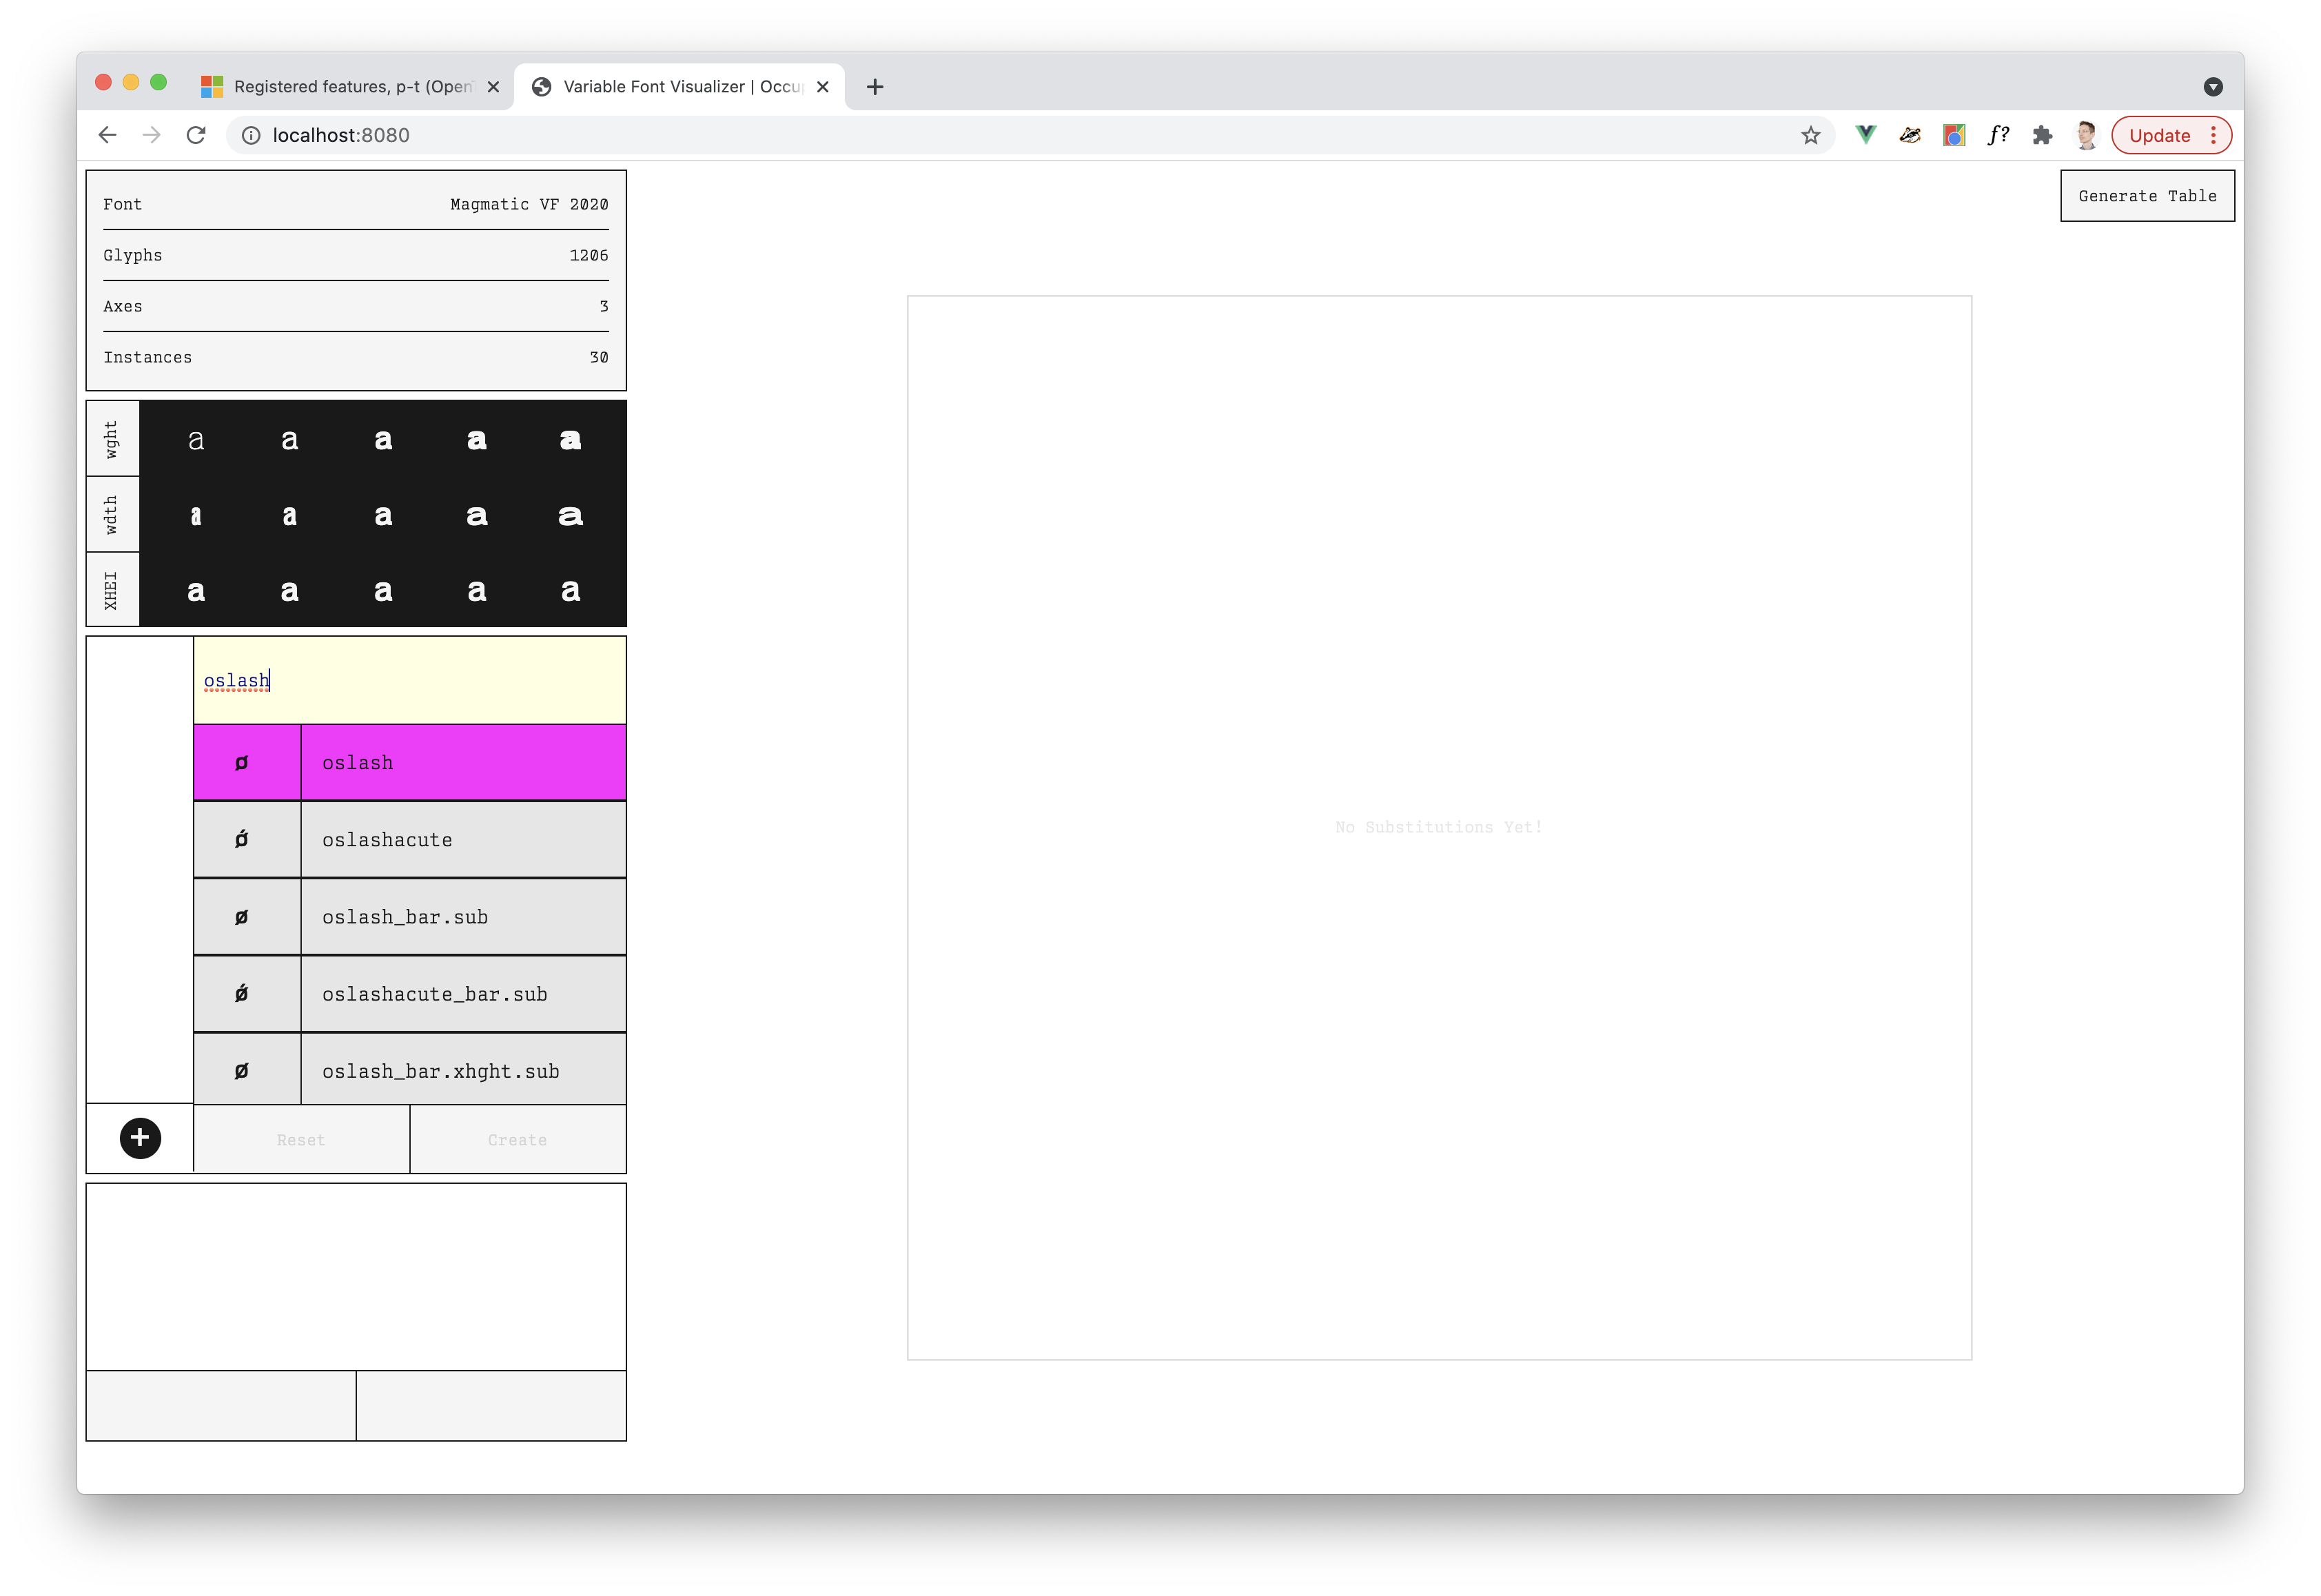 Registered features, p-t (Open
Variable Font Visualizer | Occu
localhost:8080
f?
Update
Font Magmatic VF 2020
Glyphs 1206
Axes 3
Instances 30
Generate Table
wght a a a a a
wdth a a a a a
XHEI a a a a a
oslash
ø oslash
ǿ oslashacute
ø oslash_bar.sub
ǿ oslashacute_bar.sub
ø oslash_bar.xhght.sub
+ Reset Create
No Substitutions Yet!